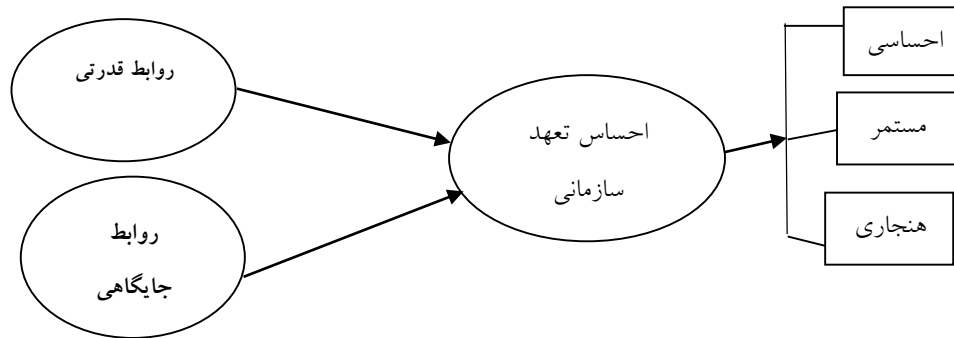 روابط قدرتی
روابط
جایگاهی
احساس تعهد
سازمانی
احساسی
مستمر
هنجاری